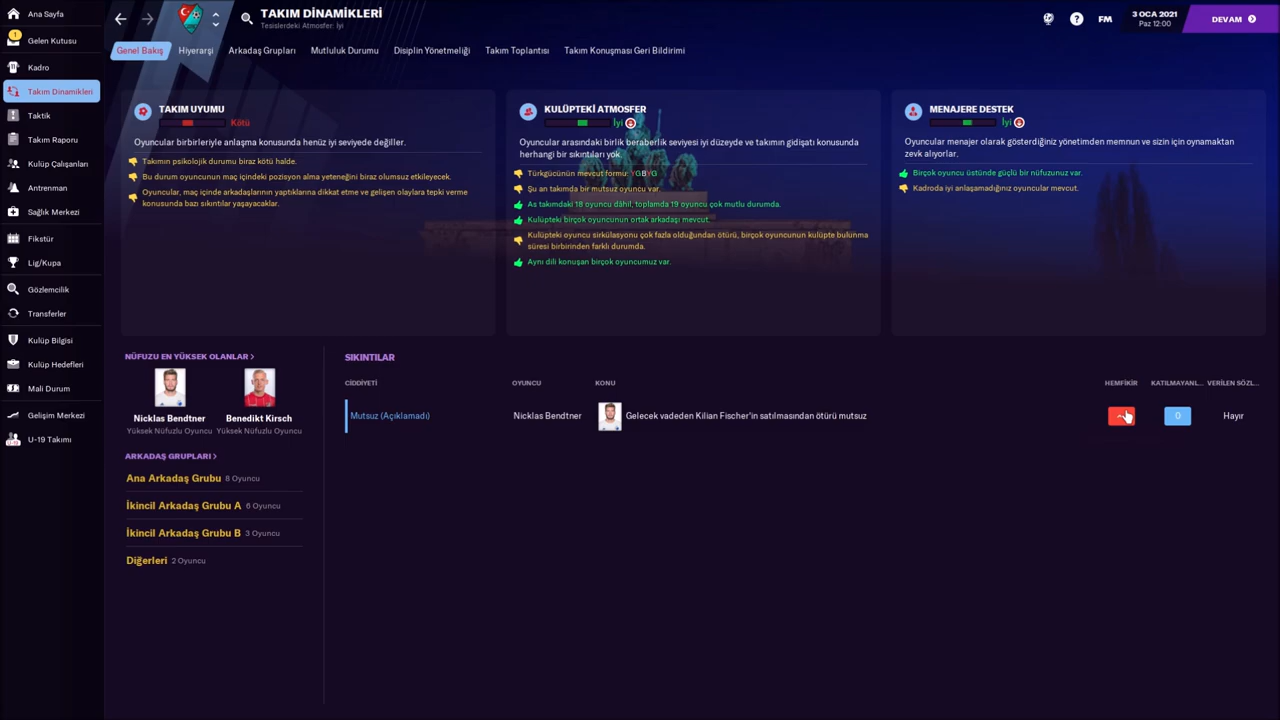 Ana Sayfa
1
Gelen Kutusu
Kadro
Takım Dinamikleri
Taktik
Takım Raporu
Kulüp Çalışanları
Antrenman
Sağlık Merkezi
Fikstür
Lig/Kupa
Gözlemcilik
Transferler
Kulüp Bilgisi
Kulüp Hedefleri
Mali Durum
Gelişim Merkezi
U-19 Takımı
TAKIM DİNAMİKLERİ
Tesislerdeki Atmosfer: İyi
?
FM
3 OCA 2021
Paz 12:00
DEVAM
Genel Bakış
Hiyerarşi
Arkadaş Grupları
Mutluluk Durumu
Disiplin Yönetmeliği
Takım Toplantısı
Takım Konuşması Geri Bildirimi
TAKIM UYUMU
Kötü
Oyuncular birbirleriyle anlaşma konusunda henüz iyi seviyede değiller.
Takımın psikolojik durumu biraz kötü halde.
Bu durum oyuncunun maç içindeki pozisyon alma yeteneğini biraz olumsuz etkileyecek.
Oyuncular, maç içinde arkadaşlarının yaptıklarına dikkat etme ve gelişen olaylara tepki verme
konusunda bazı sıkıntılar yaşayacaklar.
KULÜPTEKİ ATMOSFER
İyi
Oyuncular arasındaki birlik beraberlik seviyesi iyi düzeyde ve takımın gidişatı konusunda
herhangi bir sıkıntıları yok.
Türkgücünün mevcut formu: YGBYG
Şu an takımda bir mutsuz oyuncu var.
As takımdaki 18 oyuncu dâhil, toplamda 19 oyuncu çok mutlu durumda.
Kulüpteki birçok oyuncunun ortak arkadaşı mevcut.
Kulüpteki oyuncu sirkülasyonu çok fazla olduğundan ötürü, birçok oyuncunun kulüpte bulunma
süresi birbirinden farklı durumda.
Aynı dili konuşan birçok oyuncumuz var.
MENAJERE DESTEK
İyi
Oyuncular menajer olarak gösterdiğiniz yönetimden memnun ve sizin için oynamaktan
zevk alıyorlar.
Birçok oyuncu üstünde güçlü bir nüfuzunuz var.
Kadroda iyi anlaşamadığınız oyuncular mevcut.
NÜFUZU EN YÜKSEK OLANLAR >
Nicklas Bendtner
Yüksek Nüfuzlu Oyuncu
Benedikt Kirsch
Yüksek Nüfuzlu Oyuncu
ARKADAŞ GRUPLARI >
Ana Arkadaş Grubu 8 Oyuncu
İkincil Arkadaş Grubu A 6 Oyuncu
İkincil Arkadaş Grubu B 3 Oyuncu
Diğerleri 2 Oyuncu
SIKINTILAR
CİDDİYETİ
OYUNCU
KONU
HEMFİKİR
KATILMAYANL...
VERİLEN SÖZL...
Mutsuz (Açıklamadı)
Nicklas Bendtner
Gelecek vadeden Kilian Fischer'in satılmasından ötürü mutsuz
0
Hayır